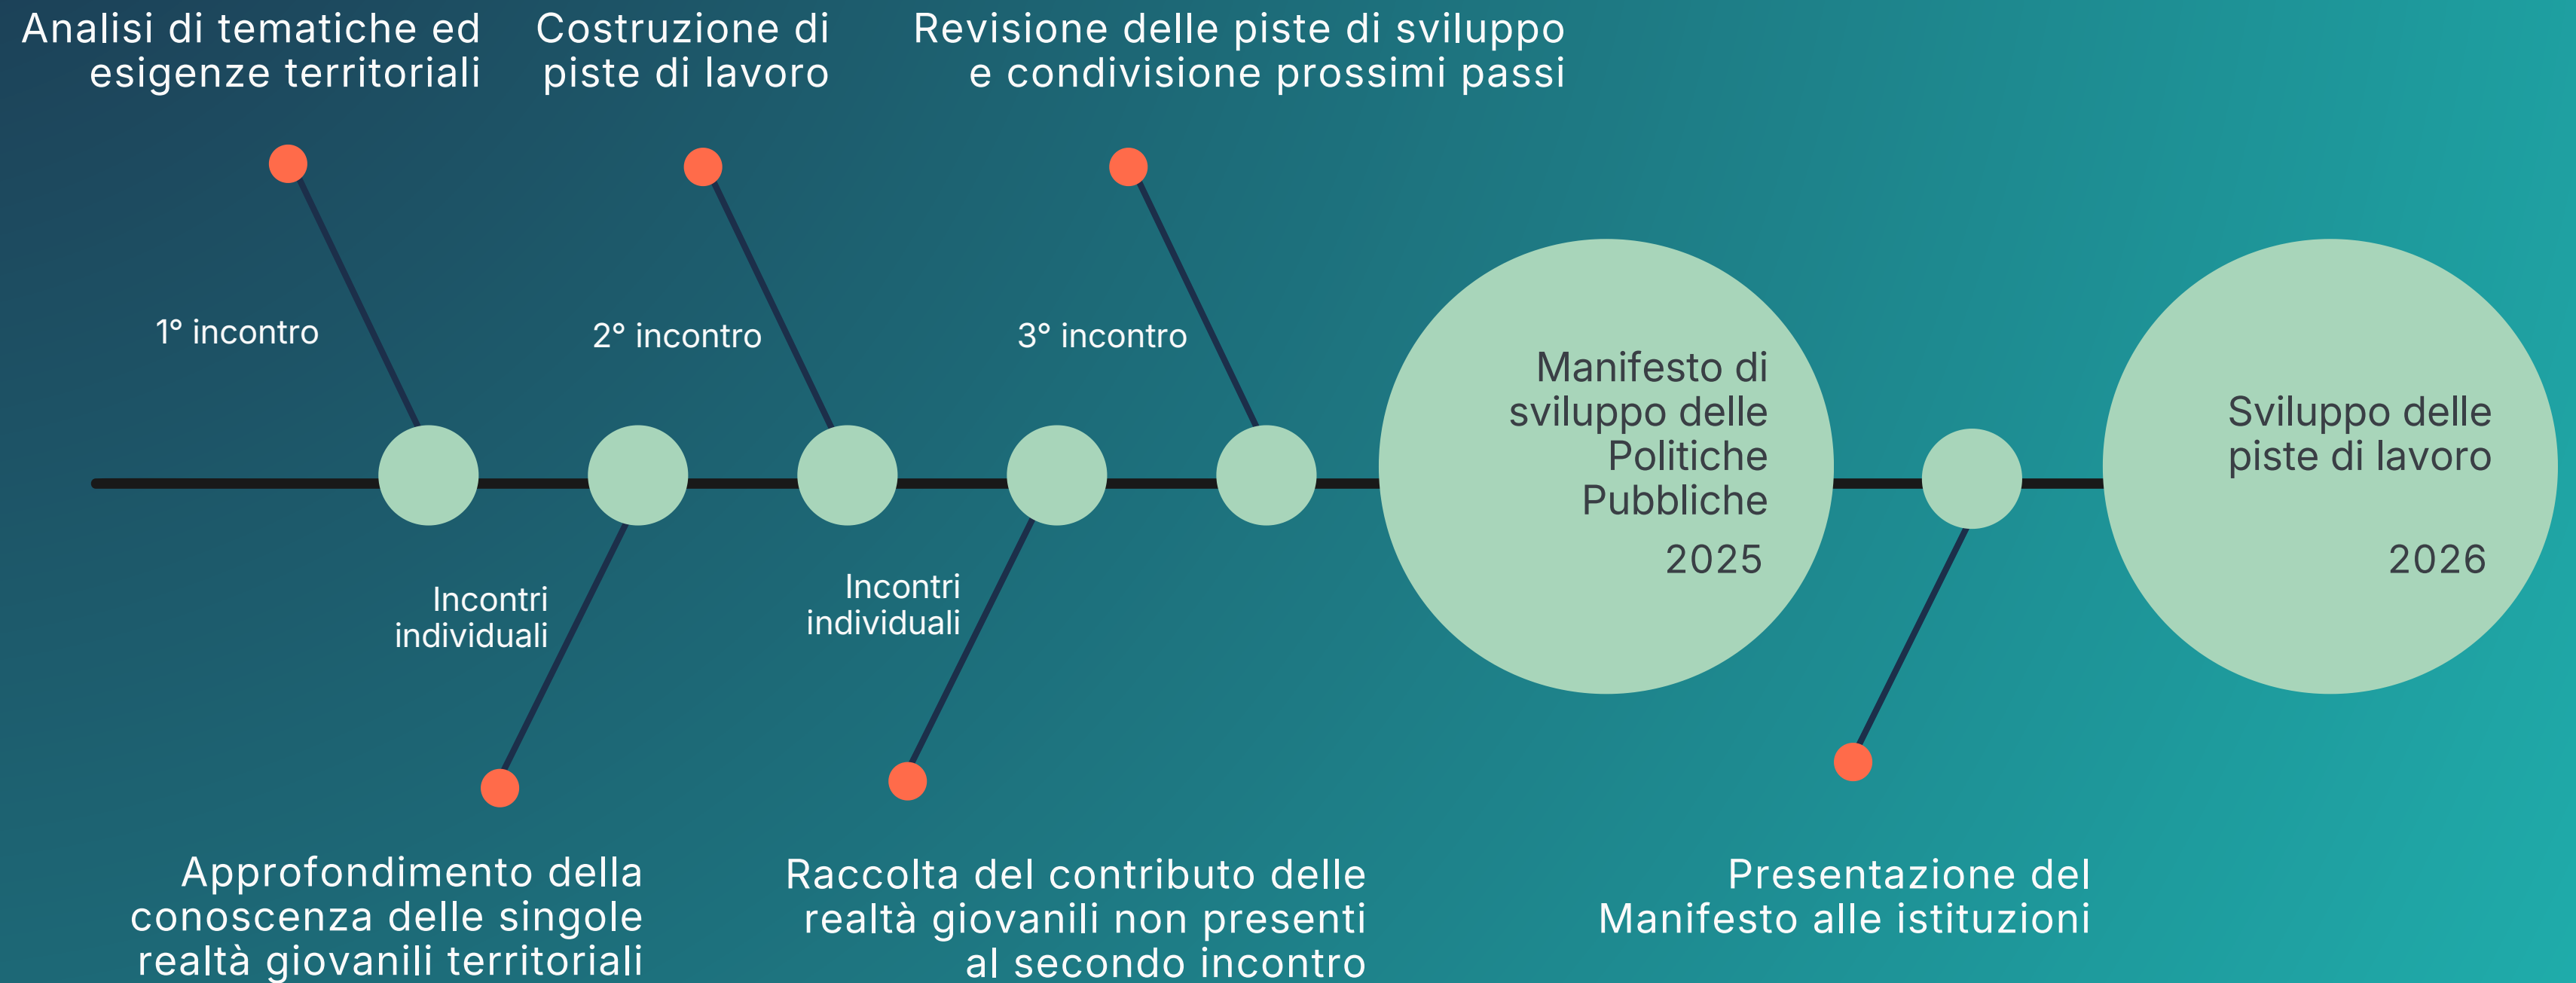 Analisi di tematiche ed
esigenze territoriali
Costruzione di
piste di lavoro
Revisione delle piste di sviluppo
e condivisione prossimi passi
1° incontro
2° incontro
3° incontro
Manifesto di
sviluppo delle
Politiche
Pubbliche
2025
Sviluppo delle
piste di lavoro
2026
Incontri
individuali
Incontri
individuali
Approfondimento della
conoscenza delle singole
realtà giovanili territoriali
Raccolta del contributo delle
realtà giovanili non presenti
al secondo incontro
Presentazione del
Manifesto alle istituzioni